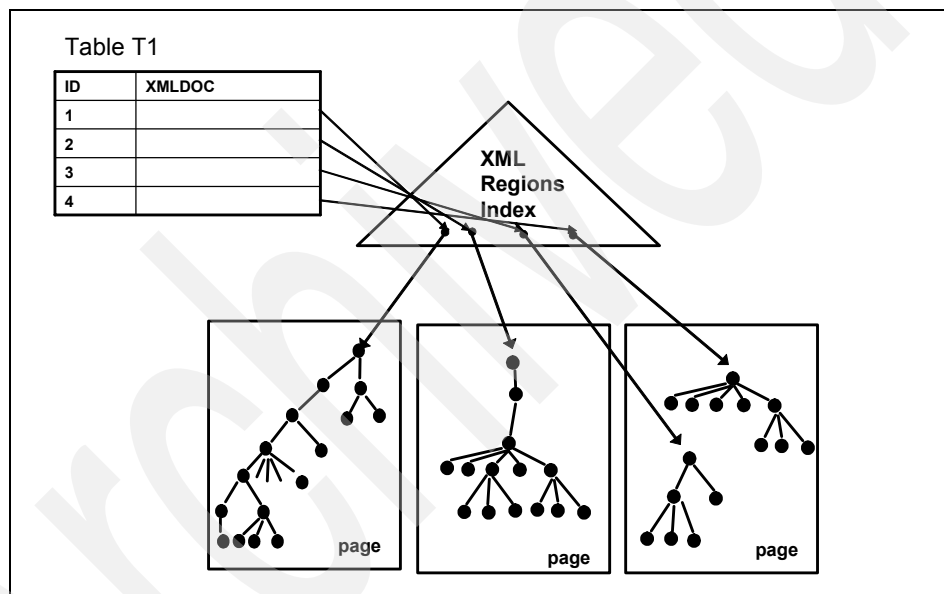 Table T1
ID XMLDOC
1
2
3
4
XML
Regions
Index
page
page
page